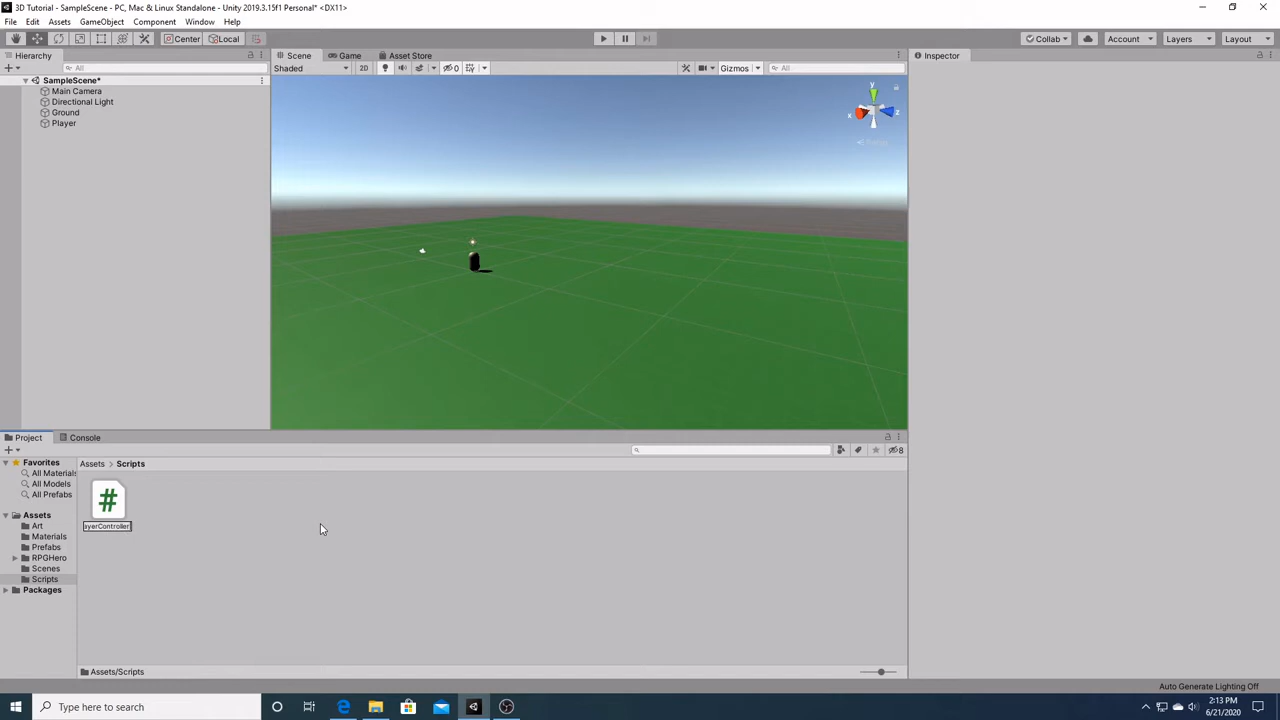 3D Tutorial - SampleScene - PC, Mac & Linux Standalone - Unity 2019.3.15f1 Personal* <DX11>
File Edit Assets GameObject Component Window Help
Center Local Collab Account Layers Layout
Hierarchy Scene Game Asset Store Inspector
All Shaded 2D 0 Gizmos All
SampleScene*
Main Camera
Directional Light
Ground
Player
y
x z
Project Console
8
Favorites
All Materials
All Models
All Prefabs
Assets
Art
Materials
Prefabs
RPGHero
Scenes
Scripts
Packages
Assets > Scripts
#
ayerController
Assets/Scripts
Auto Generate Lighting Off
Type here to search
2:13 PM
6/21/2020